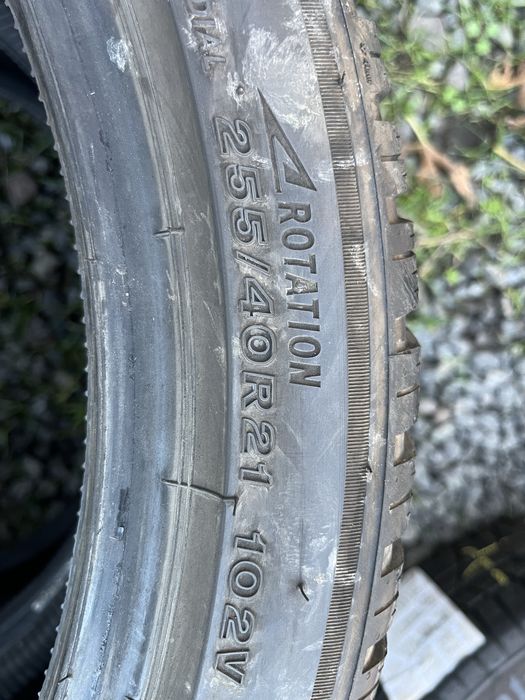 DIAL
ROTATION
255/40R21 102V